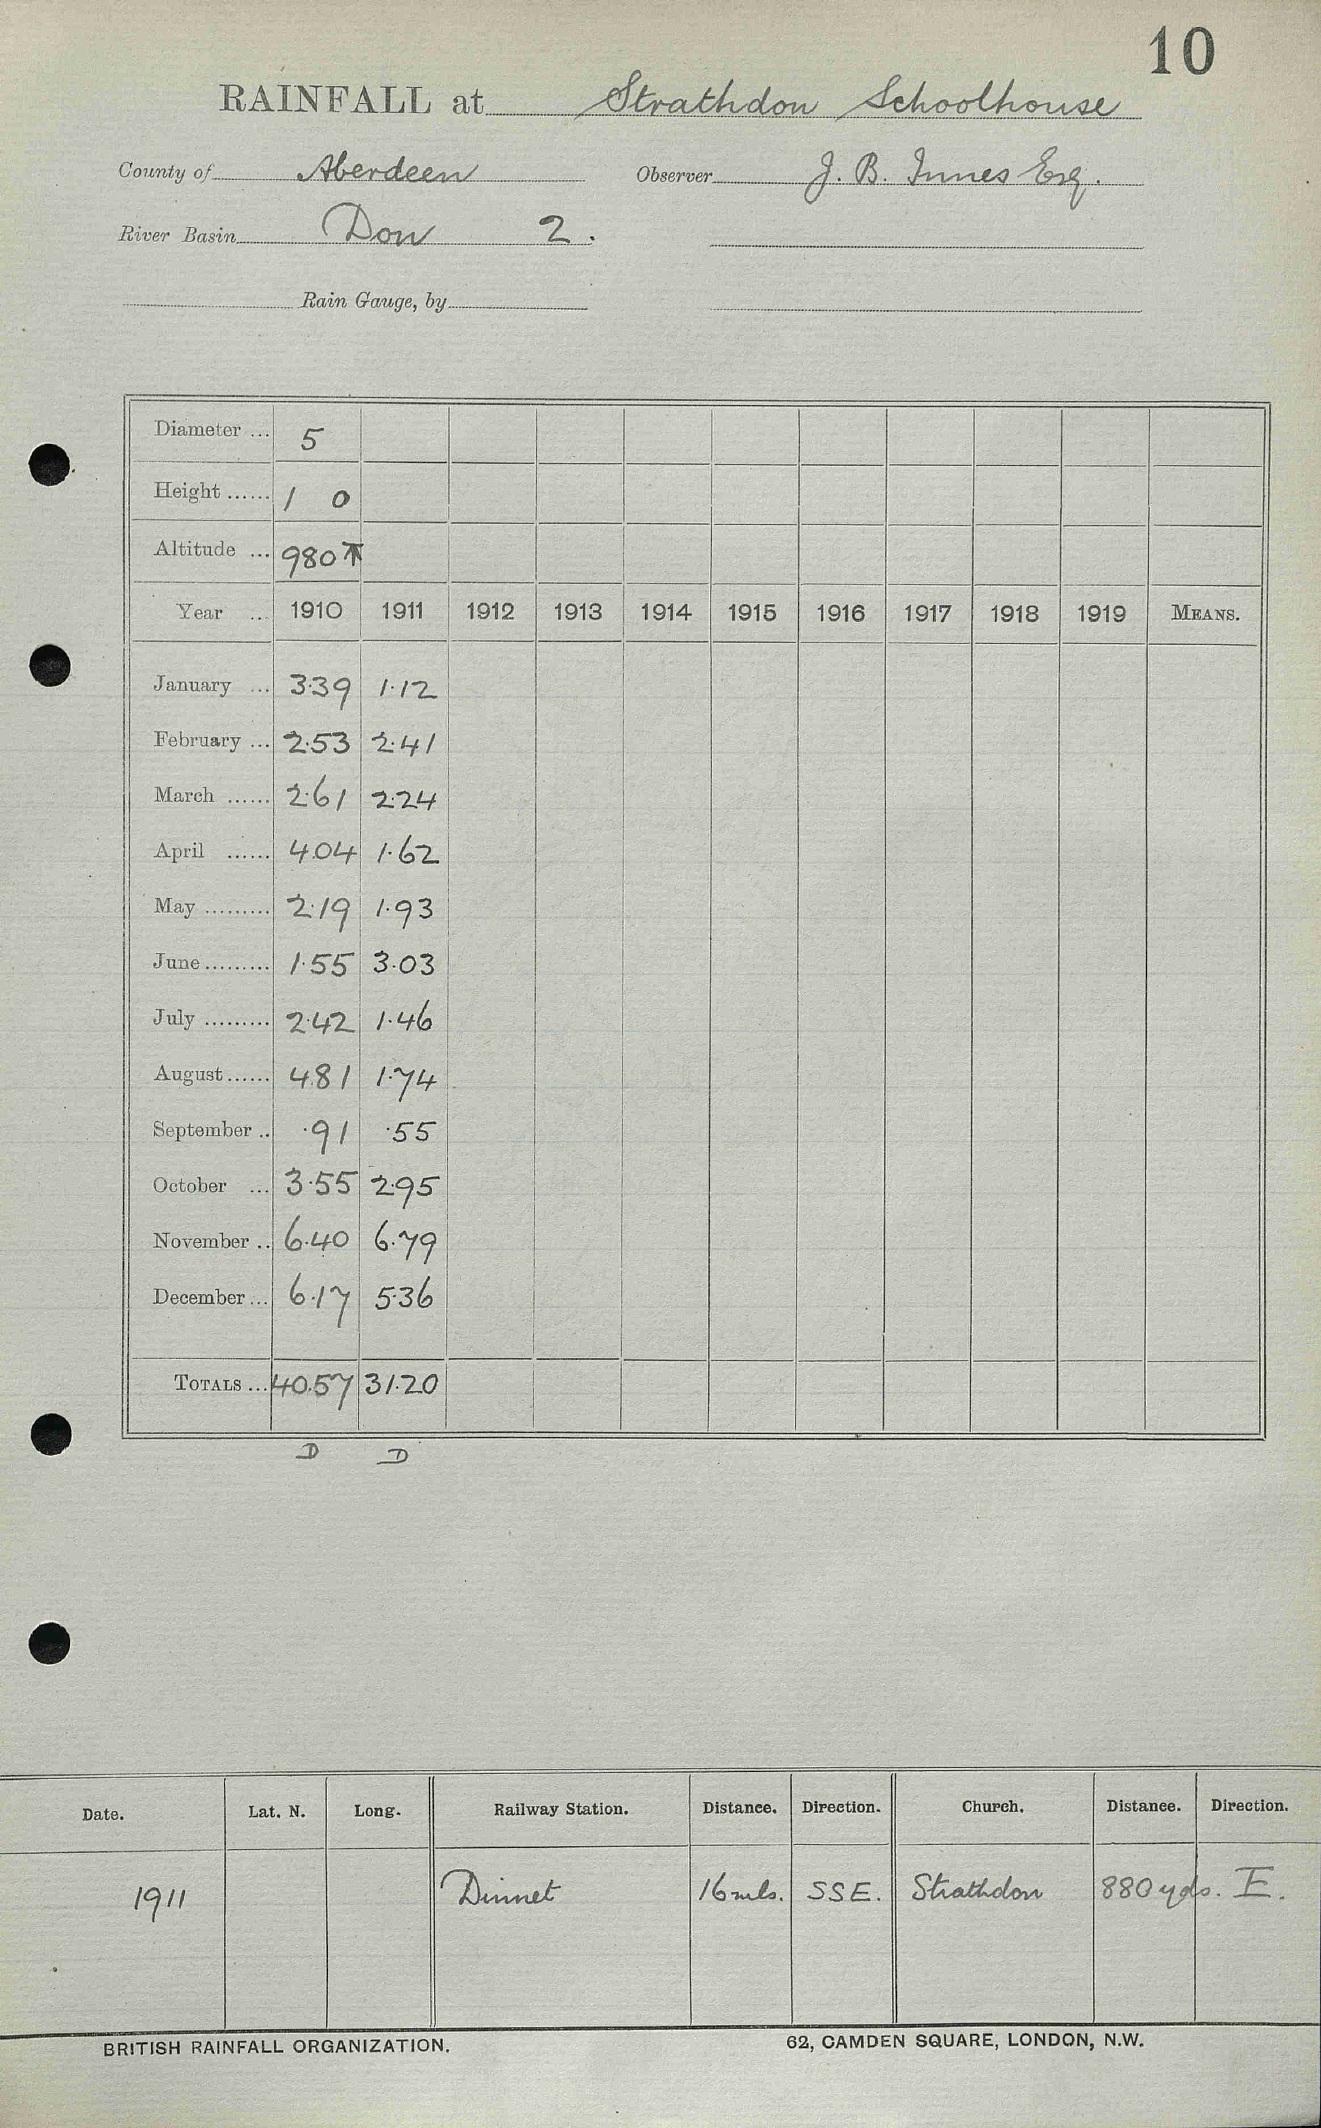 10
RAINFALL at Strathdon Schoolhouse
County of Aberdeen Observer J. B. Innes Esq.
River Basin Don 2.
Rain Gauge, by
Diameter ... 5
Height ...... 1 0
Altitude ... 980 T
Year ... 1910 1911 1912 1913 1914 1915 1916 1917 1918 1919 MEANS.
January ... 3.39 1.12
February ... 2.53 2.41
March ...... 2.61 2.24
April ...... 4.04 1.62
May ......... 2.19 1.93
June ......... 1.55 3.03
July ......... 2.42 1.46
August ...... 4.81 1.74
September .. .91 .55
October ... 3.55 2.95
November .. 6.40 6.79
December ... 6.17 5.36
TOTALS ... 40.57 31.20
D D
Date. Lat. N. Long. Railway Station. Distance. Direction. Church. Distance. Direction.
1911 Dinnet 16 mls. SSE. Strathdon 880 yds. E.
BRITISH RAINFALL ORGANIZATION. 62, CAMDEN SQUARE, LONDON, N.W.